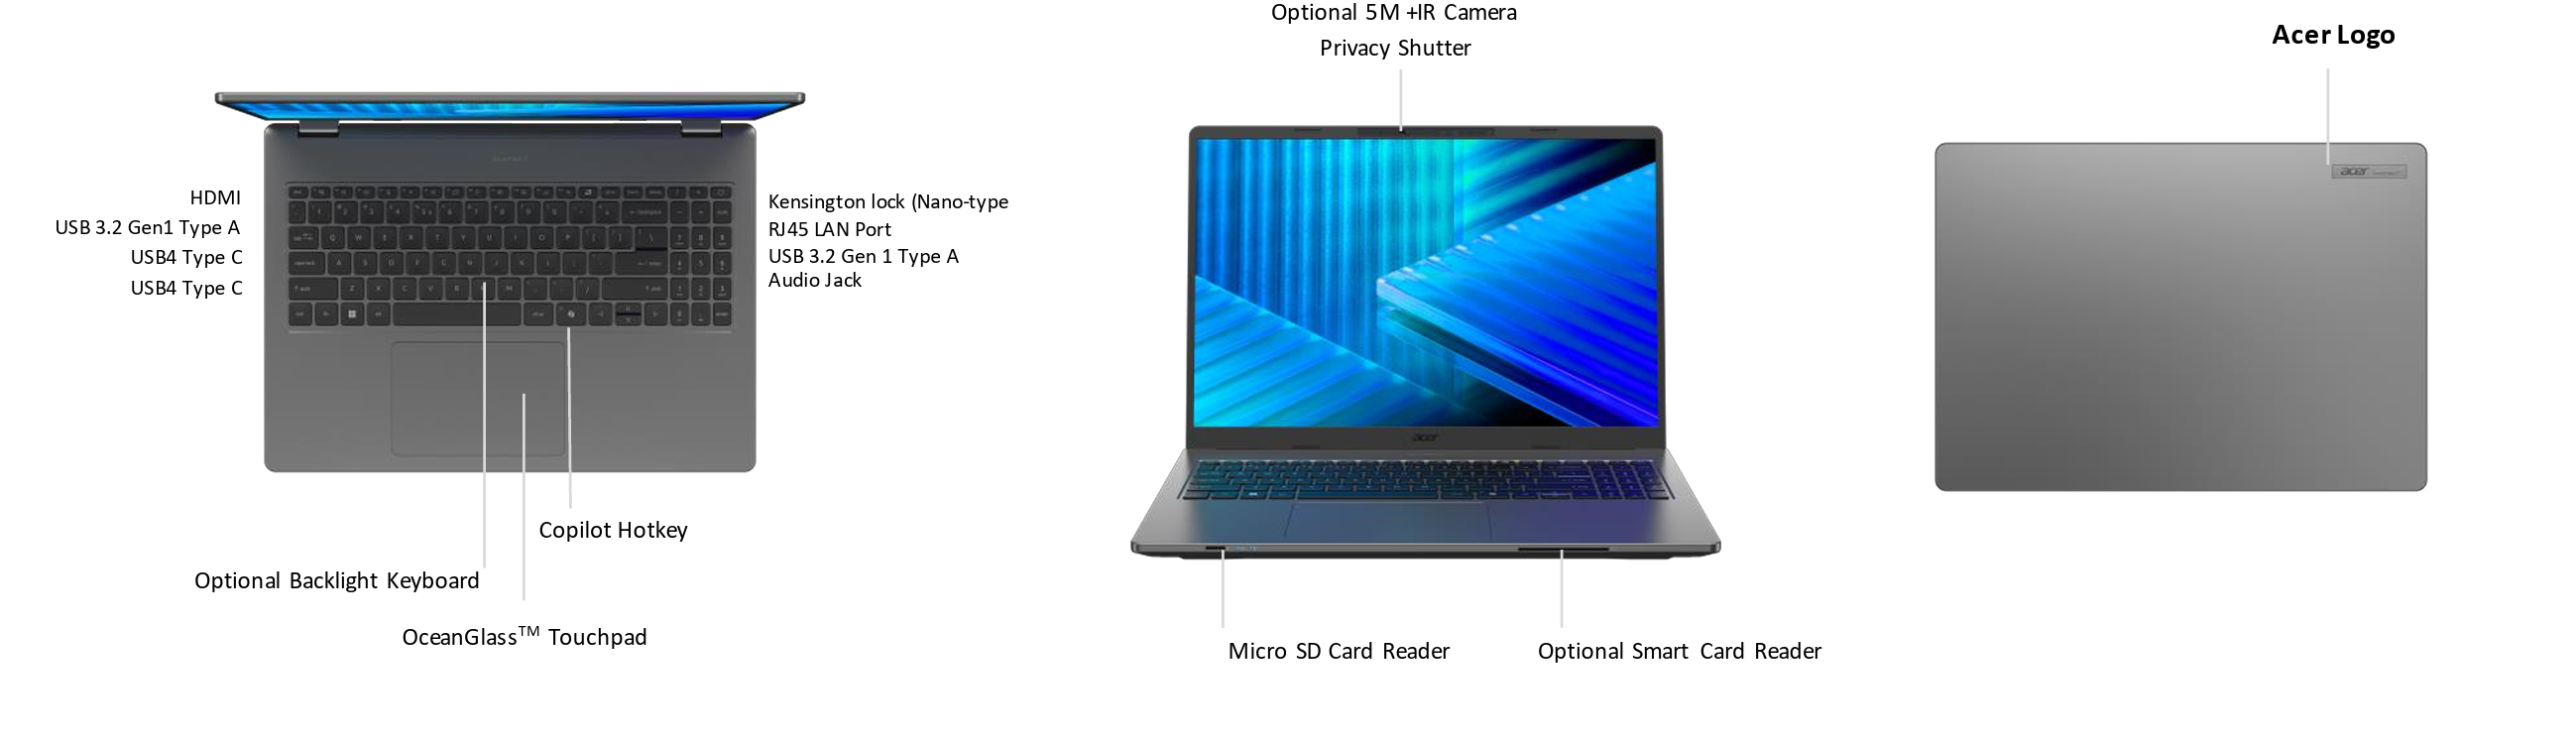 Optional 5M +IR Camera
Privacy Shutter
Acer Logo
HDMI
USB 3.2 Gen1 Type A
USB4 Type C
USB4 Type C
Kensington lock (Nano-type
RJ45 LAN Port
USB 3.2 Gen 1 Type A
Audio Jack
acer
acer
Copilot Hotkey
Optional Backlight Keyboard
OceanGlass™ Touchpad
Micro SD Card Reader
Optional Smart Card Reader